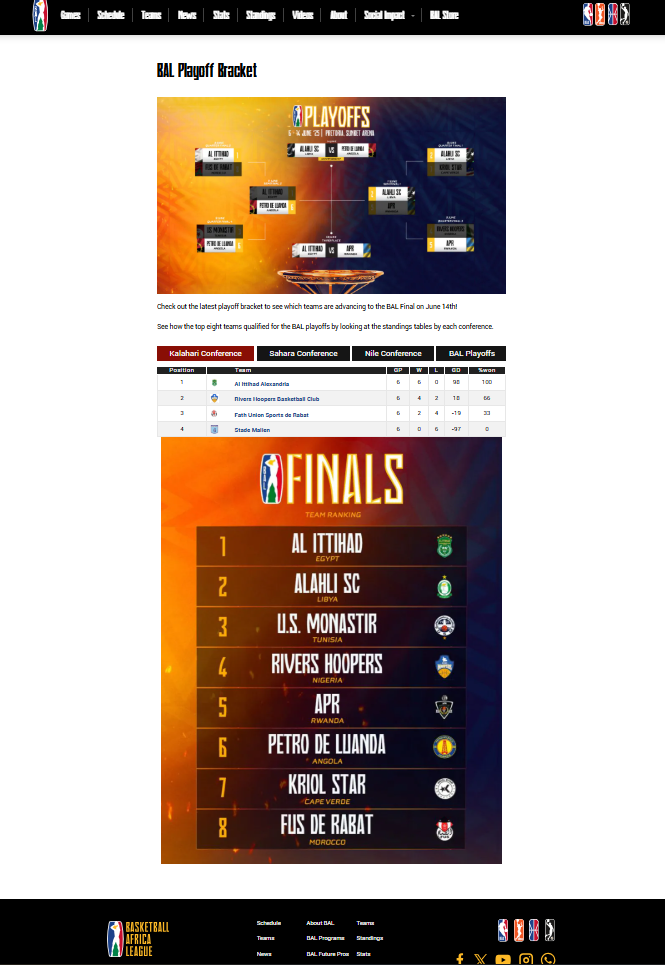 Games
Schedule
Teams
News
Stats
Standings
Videos
About
Social Impact
BAL Store
BAL Playoff Bracket
PLAYOFFS
6 - 14 JUNE '25 | PRETORIA, SUNBET ARENA
ALAHLI SC
LIBYA
VS
PETRO DE LUANDA
ANGOLA
AL ITTIHAD
EGYPT
FUS DE RABAT
ALAHLI SC
LIBYA
KRIOL STAR
AL ITTIHAD
PETRO DE LUANDA
ANGOLA
ALAHLI SC
LIBYA
APR
US MONASTIR
PETRO DE LUANDA
ANGOLA
RIVERS HOOPERS
APR
RWANDA
AL ITTIHAD
EGYPT
VS
APR
RWANDA
Check out the latest playoff bracket to see which teams are advancing to the BAL Final on June 14th!
See how the top eight teams qualified for the BAL playoffs by looking at the standings tables by each conference.
Kalahari Conference
Sahara Conference
Nile Conference
BAL Playoffs
Position Team GP W L GD %won
1 Al Ittihad Alexandria 6 6 0 98 100
2 Rivers Hoopers Basketball Club 6 4 2 18 66
3 Fath Union Sports de Rabat 6 2 4 -19 33
4 Stade Malien 6 0 6 -97 0
FINALS
TEAM RANKING
1 AL ITTIHAD
EGYPT
2 ALAHLI SC
LIBYA
3 U.S. MONASTIR
TUNISIA
4 RIVERS HOOPERS
NIGERIA
5 APR
RWANDA
6 PETRO DE LUANDA
ANGOLA
7 KRIOL STAR
CAPE VERDE
8 FUS DE RABAT
MOROCCO
BASKETBALL
AFRICA
LEAGUE
Schedule About BAL Teams
Teams BAL Programs Standings
News BAL Future Pros Stats